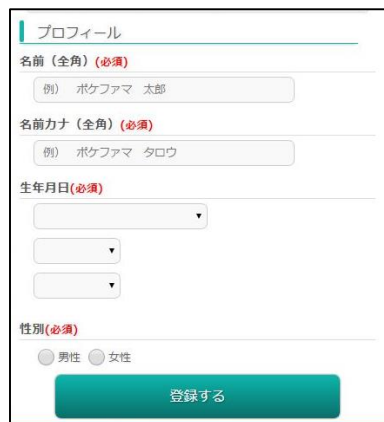 プロフィール
名前（全角）(必須)
例)　ポケファマ　太郎
名前カナ（全角）(必須)
例)　ポケファマ　タロウ
生年月日(必須)
性別(必須)
男性 女性
登録する